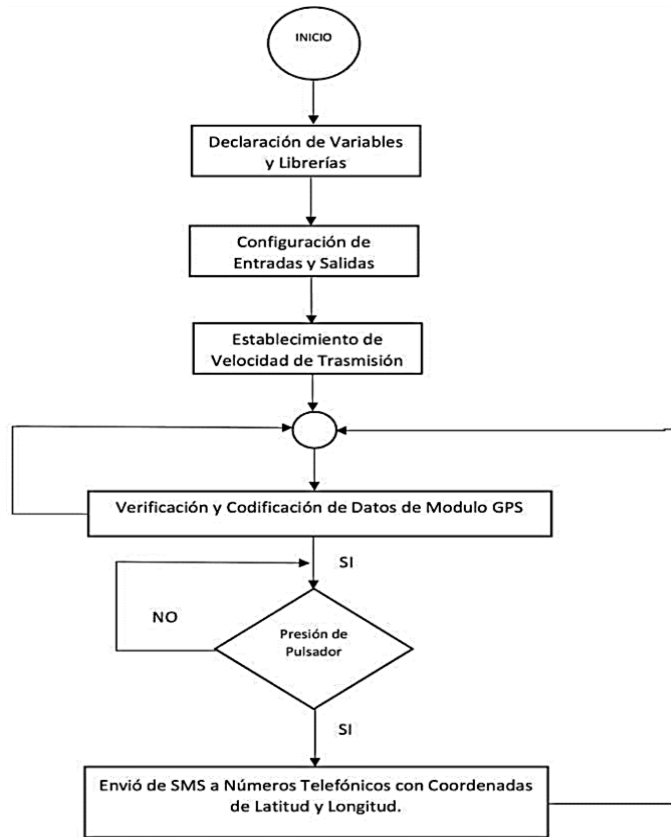 INICIO
Declaración de Variables
y Librerías
Configuración de
Entradas y Salidas
Establecimiento de
Velocidad de Trasmisión
Verificación y Codificación de Datos de Modulo GPS
SI
NO
Presión de
Pulsador
SI
Envió de SMS a Números Telefónicos con Coordenadas
de Latitud y Longitud.